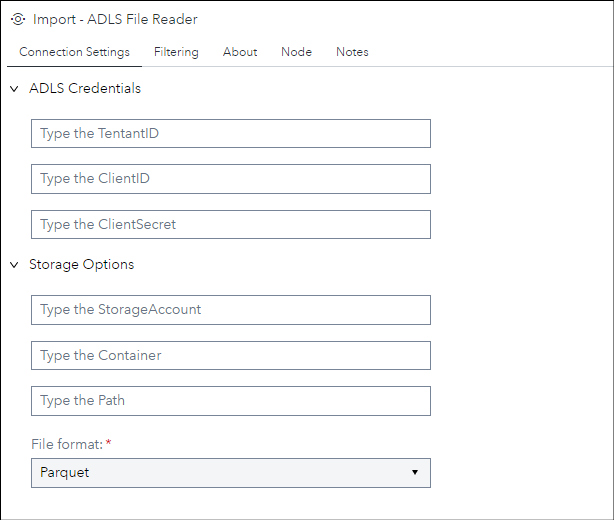 Import - ADLS File Reader
Connection Settings Filtering About Node Notes
ADLS Credentials
Type the TentantID
Type the ClientID
Type the ClientSecret
Storage Options
Type the StorageAccount
Type the Container
Type the Path
File format: *
Parquet